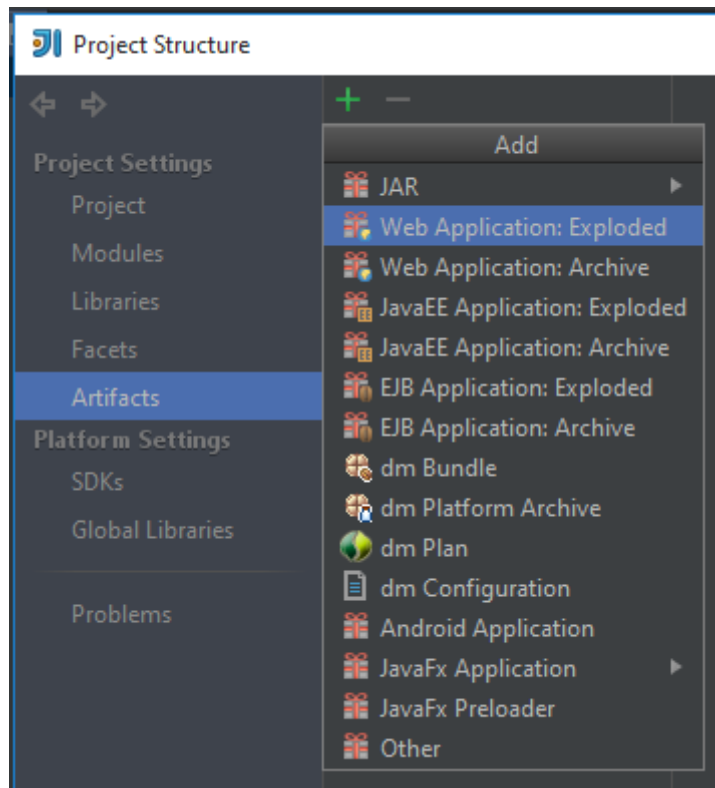 Project Structure
Project Settings
Project
Modules
Libraries
Facets
Artifacts
Platform Settings
SDKs
Global Libraries
Problems
Add
JAR
Web Application: Exploded
Web Application: Archive
JavaEE Application: Exploded
JavaEE Application: Archive
EJB Application: Exploded
EJB Application: Archive
dm Bundle
dm Platform Archive
dm Plan
dm Configuration
Android Application
JavaFx Application
JavaFx Preloader
Other